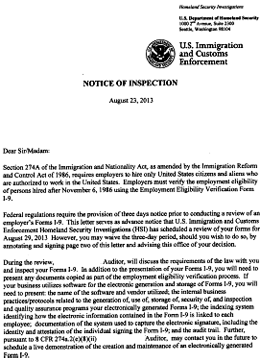 Homeland Security Investigations
U.S. Department of Homeland Security
1000 2nd Avenue, Suite 2300
Seattle, Washington 98104
U.S. Immigration
and Customs
Enforcement
NOTICE OF INSPECTION
August 23, 2013
Dear Sir/Madam:
Section 274A of the Immigration and Nationality Act, as amended by the Immigration Reform
and Control Act of 1986, requires employers to hire only United States citizens and aliens who
are authorized to work in the United States. Employers must verify the employment eligibility
of persons hired after November 6, 1986 using the Employment Eligibility Verification Form
I-9.
Federal regulations require the provision of three days notice prior to conducting a review of an
employer's Forms I-9. This letter serves as advance notice that U.S. Immigration and Customs
Enforcement Homeland Security Investigations (HSI) has scheduled a review of your forms for
August 29, 2013 However, you may waive the three-day period, should you wish to do so, by
annotating and signing page two of this letter and advising this office of your decision.
During the review, Auditor, will discuss the requirements of the law with you
and inspect your Forms I-9. In addition to the presentation of your Forms I-9, you will need to
present any documents copied as part of the employment eligibility verification process. If
your business utilizes software for the electronic generation and storage of Forms I-9, you will
need to present: the name of the software and vendor utilized; the internal business
practices/protocols related to the generation of, use of, storage of, security of, and inspection
and quality assurance programs your electronically generated Forms I-9; the indexing system
identifying how the electronic information contained in the Forms I-9 is linked to each
employee; documentation of the system used to capture the electronic signature, including the
identity and attestation of the individual signing the Form I-9; and the audit trail. Further,
pursuant to 8 CFR 274a.2(e)(8)(ii) Auditor, may contact you in the future to
schedule a live demonstration of the creation and maintenance of an electronically generated
Form I-9.